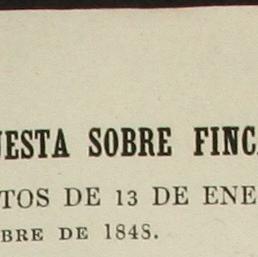 UESTA SOBRE FINC
TOS DE 13 DE ENE
BRE DE 1848.